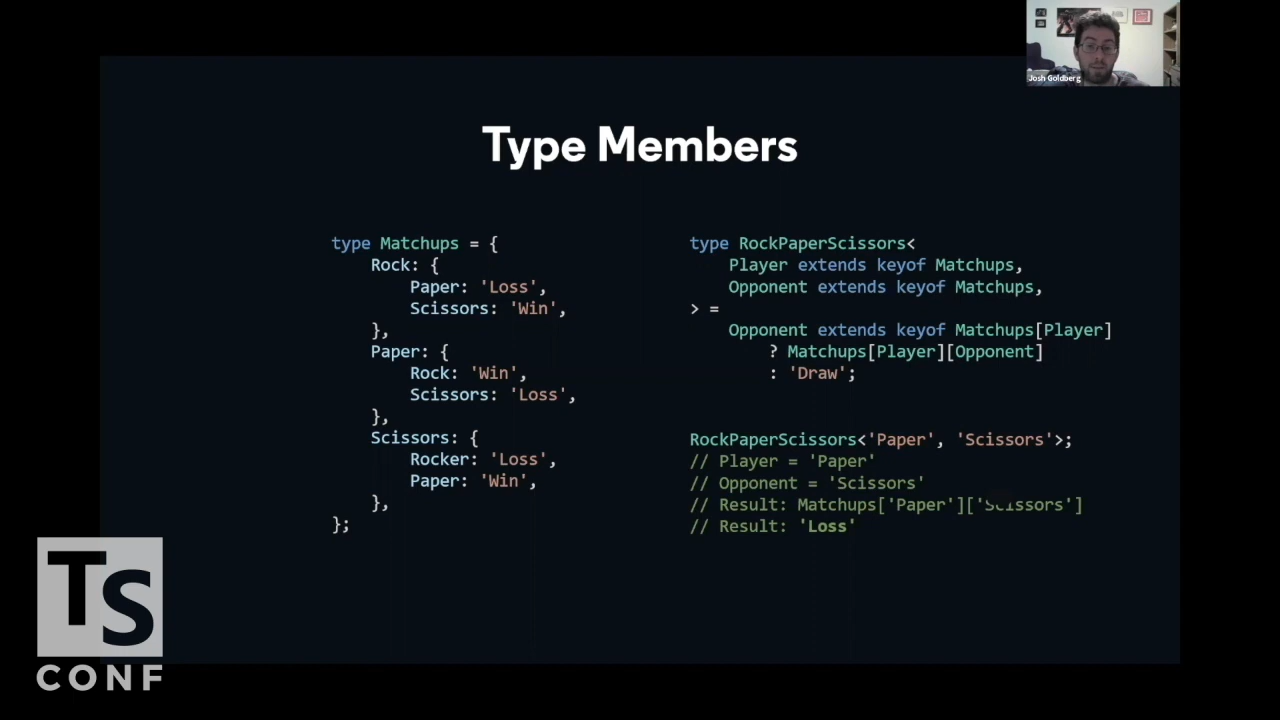 Josh Goldberg
Type Members
type Matchups = {
Rock: {
Paper: 'Loss',
Scissors: 'Win',
},
Paper: {
Rock: 'Win',
Scissors: 'Loss',
},
Scissors: {
Rocker: 'Loss',
Paper: 'Win',
},
};
type RockPaperScissors<
Player extends keyof Matchups,
Opponent extends keyof Matchups,
> =
Opponent extends keyof Matchups[Player]
? Matchups[Player][Opponent]
: 'Draw';
RockPaperScissors<'Paper', 'Scissors'>;
// Player = 'Paper'
// Opponent = 'Scissors'
// Result: Matchups['Paper']['Scissors']
// Result: 'Loss'
TS
CONF